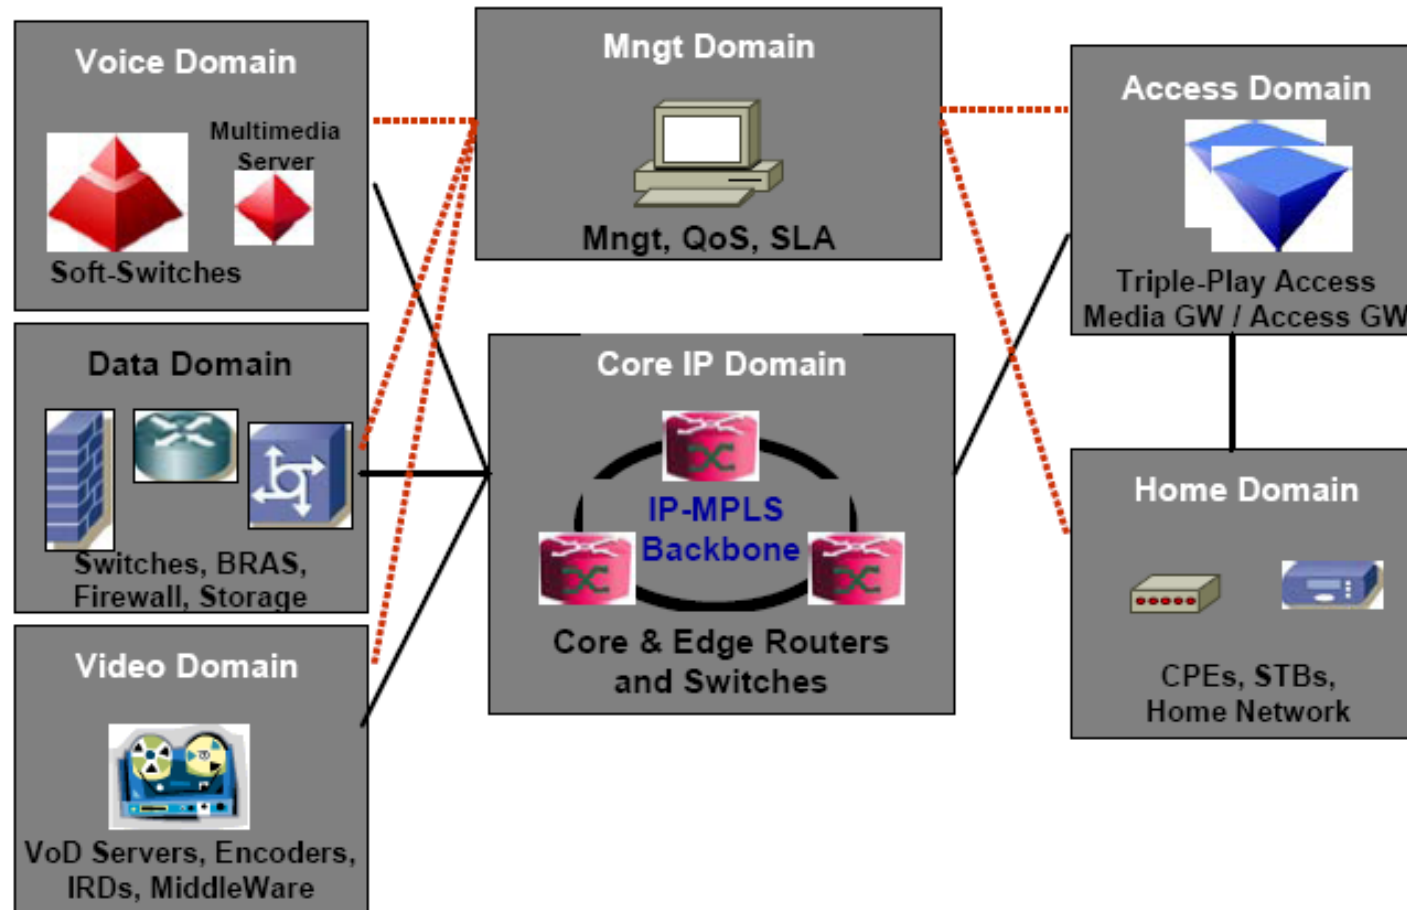 Voice Domain
Multimedia
Server
Soft-Switches
Data Domain
Switches, BRAS,
Firewall, Storage
Video Domain
VoD Servers, Encoders,
IRDs, MiddleWare
Mngt Domain
Mngt, QoS, SLA
Core IP Domain
IP-MPLS
Backbone
Core & Edge Routers
and Switches
Access Domain
Triple-Play Access
Media GW / Access GW
Home Domain
CPEs, STBs,
Home Network